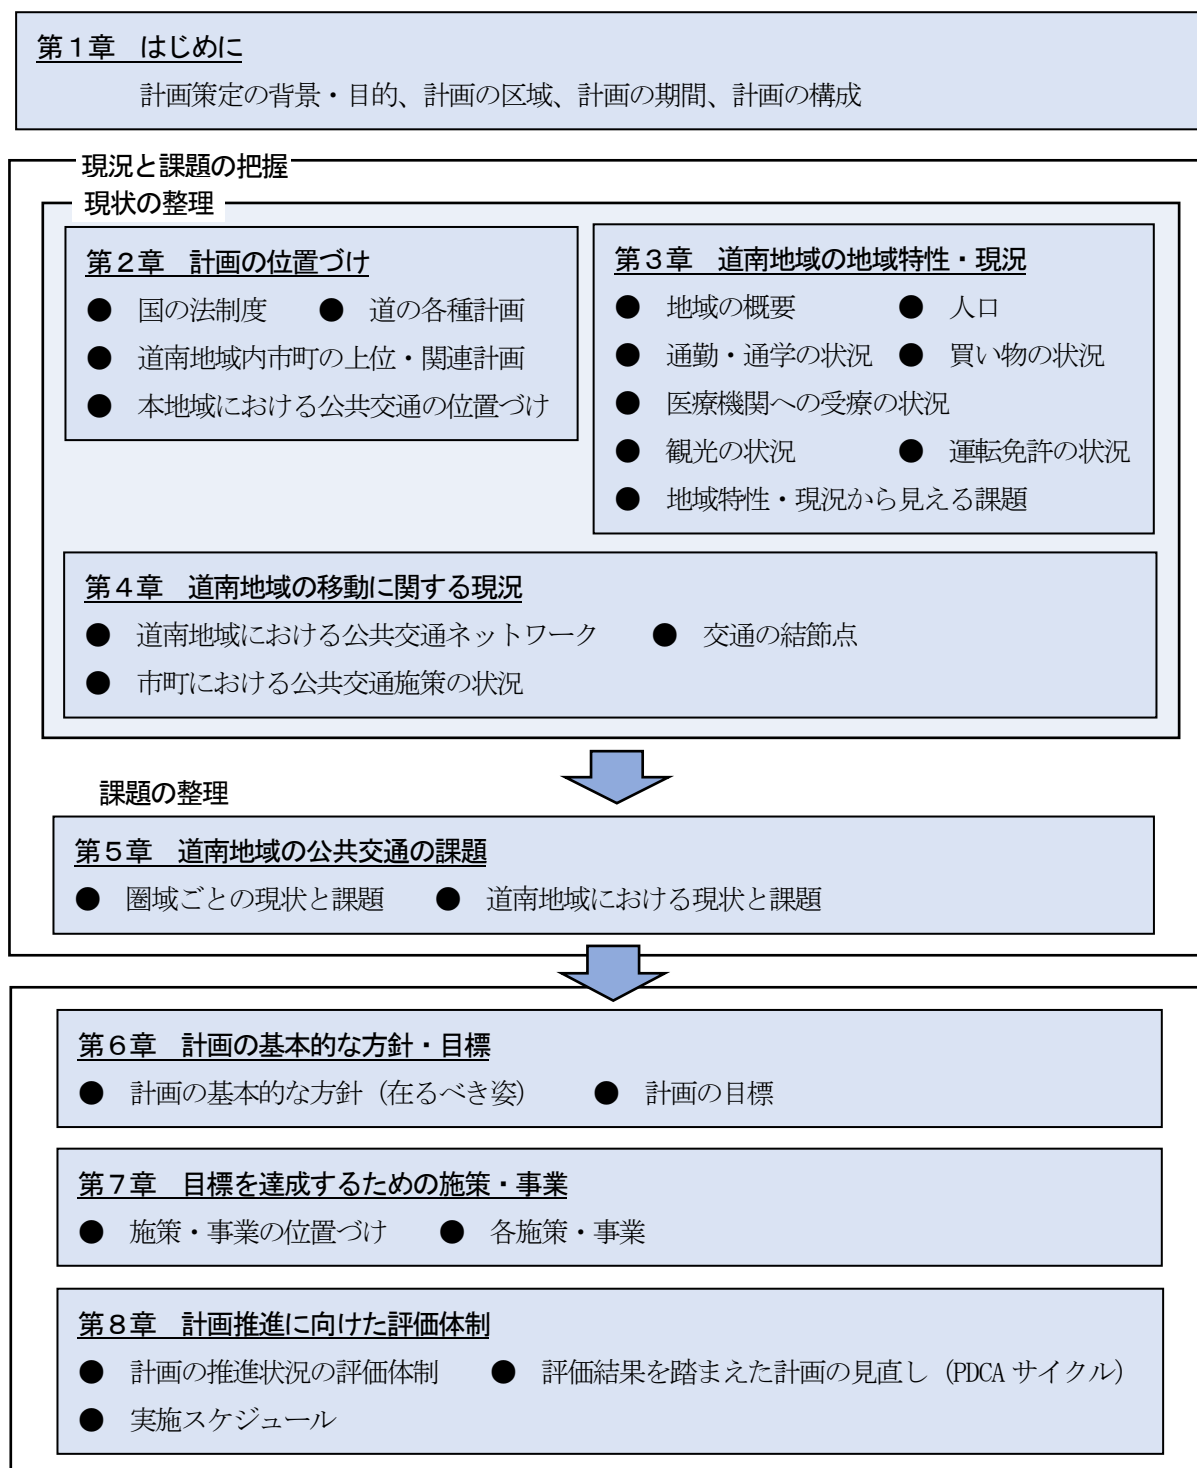 第１章　はじめに
計画策定の背景・目的、計画の区域、計画の期間、計画の構成
現況と課題の把握
現状の整理
第２章　計画の位置づけ
● 国の法制度 ● 道の各種計画
● 道南地域内市町の上位・関連計画
● 本地域における公共交通の位置づけ
第３章　道南地域の地域特性・現況
● 地域の概要 ● 人口
● 通勤・通学の状況 ● 買い物の状況
● 医療機関への受療の状況
● 観光の状況 ● 運転免許の状況
● 地域特性・現況から見える課題
第４章　道南地域の移動に関する現況
● 道南地域における公共交通ネットワーク ● 交通の結節点
● 市町における公共交通施策の状況
課題の整理
第５章　道南地域の公共交通の課題
● 圏域ごとの現状と課題 ● 道南地域における現状と課題
第６章　計画の基本的な方針・目標
● 計画の基本的な方針（在るべき姿） ● 計画の目標
第７章　目標を達成するための施策・事業
● 施策・事業の位置づけ ● 各施策・事業
第８章　計画推進に向けた評価体制
● 計画の推進状況の評価体制 ● 評価結果を踏まえた計画の見直し（PDCA サイクル）
● 実施スケジュール